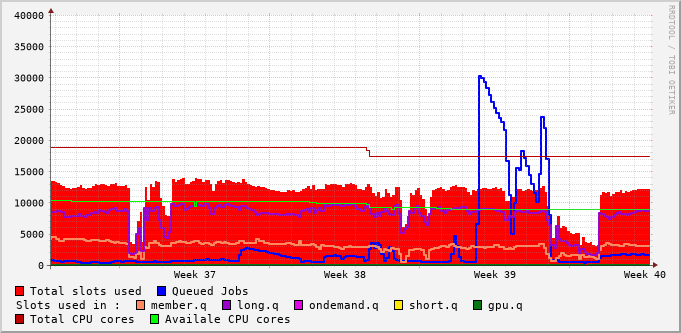 RRDTOOL / TOBI OETIKER
40000
35000
30000
25000
20000
15000
10000
5000
0
Week 37 Week 38 Week 39 Week 40
Total slots used Queued Jobs
Slots used in : member.q long.q ondemand.q short.q gpu.q
Total CPU cores Availale CPU cores